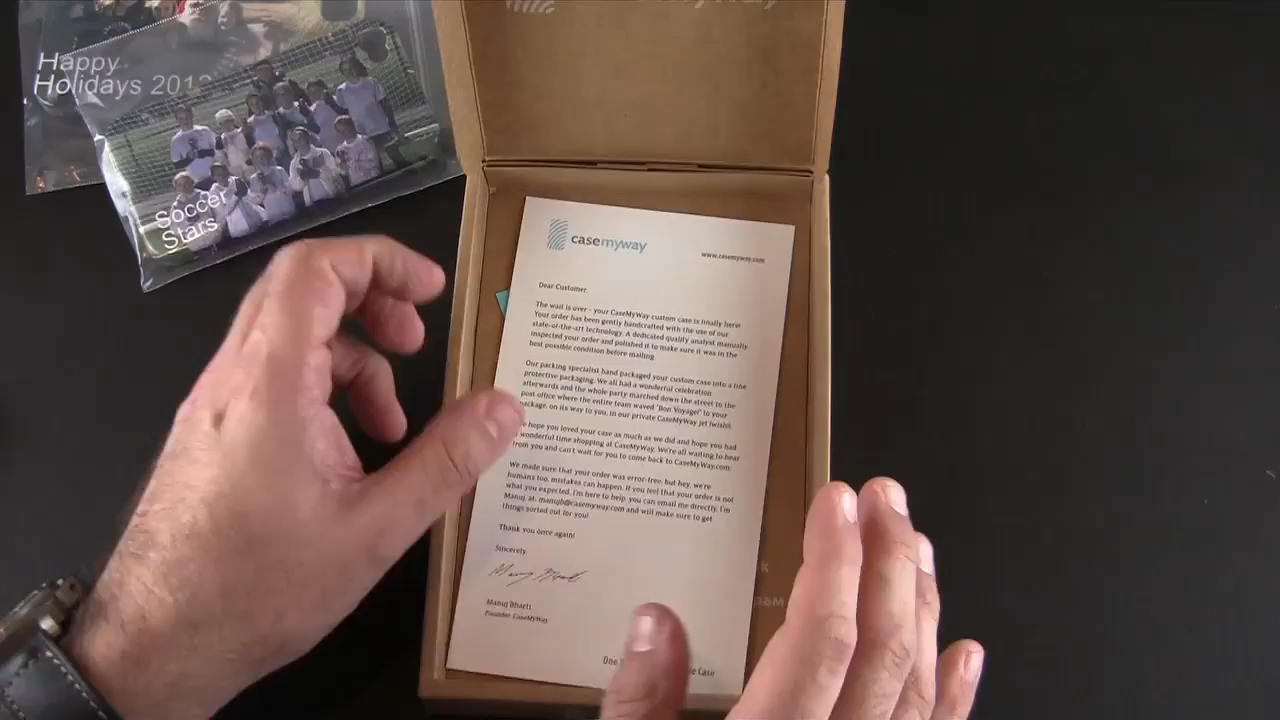 Happy
Holidays 2012
Soccer
Stars
casemyway
www.casemyway.com
Dear Customer,
The wait is over - your CaseMyWay custom case is finally here!
Your order has been gently handcrafted with the use of our
state-of-the-art technology. A dedicated quality analyst manually
inspected your order and polished it to make sure it was in the
best possible condition before mailing.
Our packing specialist hand packaged your custom case into a fine
protective packaging. We all had a wonderful celebration
afterwards and the whole party marched down the street to the
post office where the entire team waved "Bon Voyage!" to your
package, on its way to you, in our private CaseMyWay jet (wish).
hope you loved your case as much as we did and hope you had
wonderful time shopping at CaseMyWay. We're all waiting to hear
from you and can't wait for you to come back to CaseMyWay.com.
We made sure that your order was error-free, but hey, we're
humans too, mistakes can happen. If you feel that your order is not
what you expected, I'm here to help, you can email me directly, I'm
Manuj, at, manujb@casemyway.com and will make sure to get
things sorted out for you!
Thank you once again!
Sincerely,
Manuj Bharti
Founder, CaseMyWay
One
Case